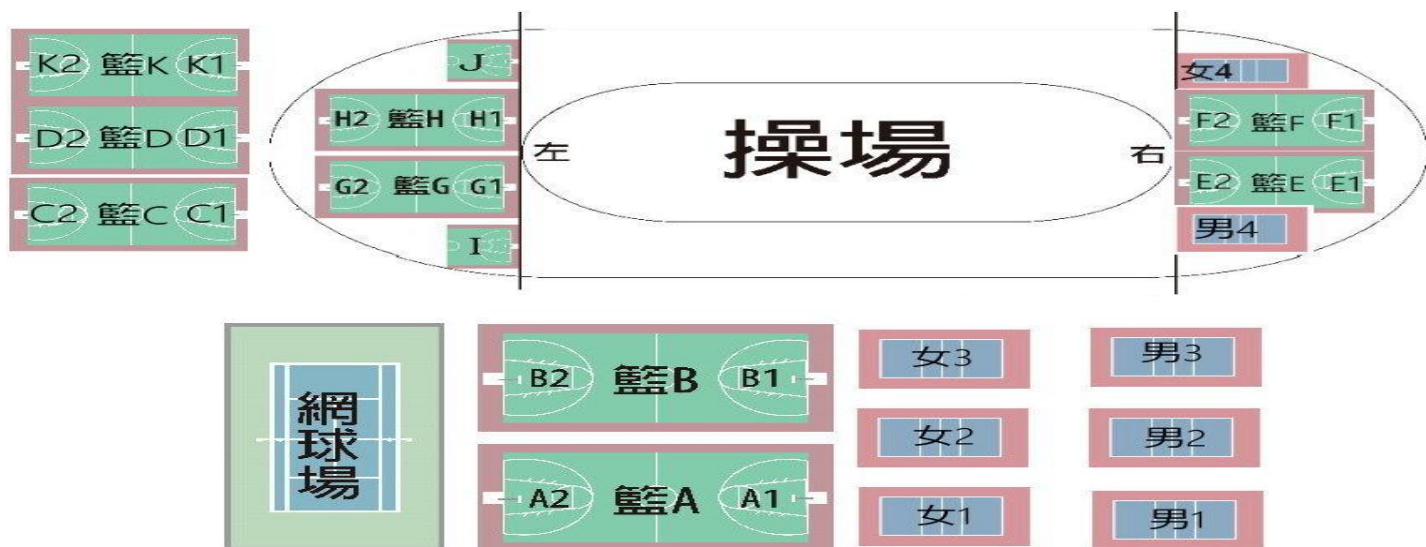 K2 籃K K1
D2 籃D D1
C2 籃C C1
J
H2 籃H H1
G2 籃G G1
I
左 操場 右
女4
F2 籃F F1
E2 籃E E1
男4
網球場
B2 籃B B1
A2 籃A A1
女3
女2
女1
男3
男2
男1